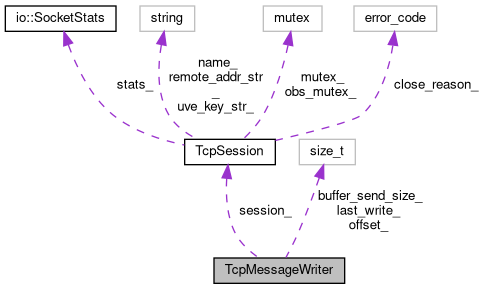 io::SocketStats
string
mutex
error_code
stats_
name_
remote_addr_str
_
uve_key_str_
mutex_
obs_mutex_
close_reason_
TcpSession
size_t
session_
buffer_send_size_
last_write_
offset_
TcpMessageWriter